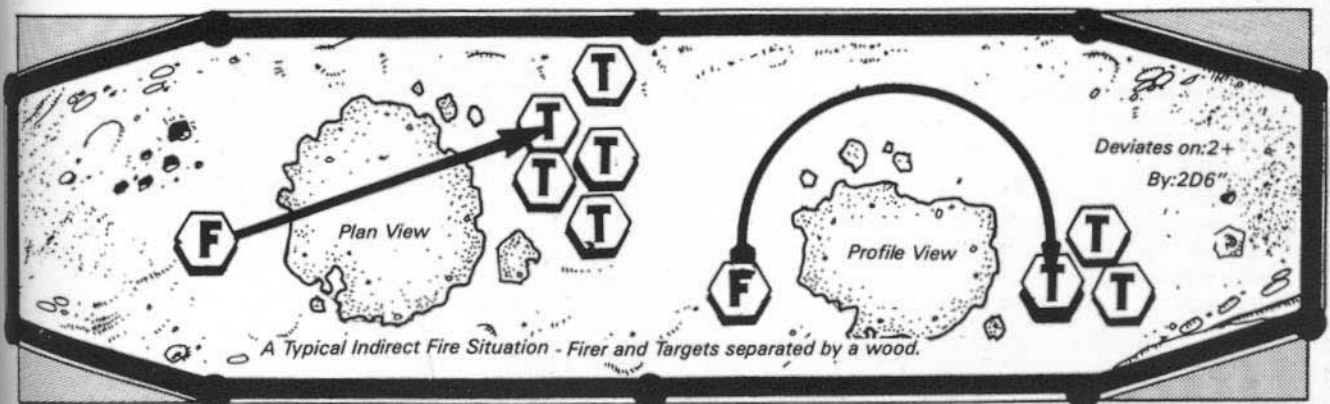 T
T
T
T
T
F
Plan View
Deviates on:2+
By:2D6"
T
Profile View
F
T
T
A Typical Indirect Fire Situation - Firer and Targets separated by a wood.